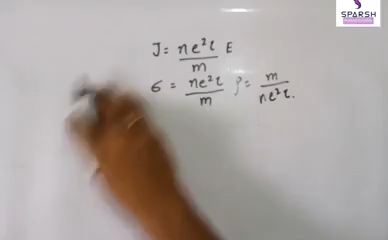 SPARSH
J = ne²τ/m E
σ = ne²τ/m ρ = m/ne²τ.